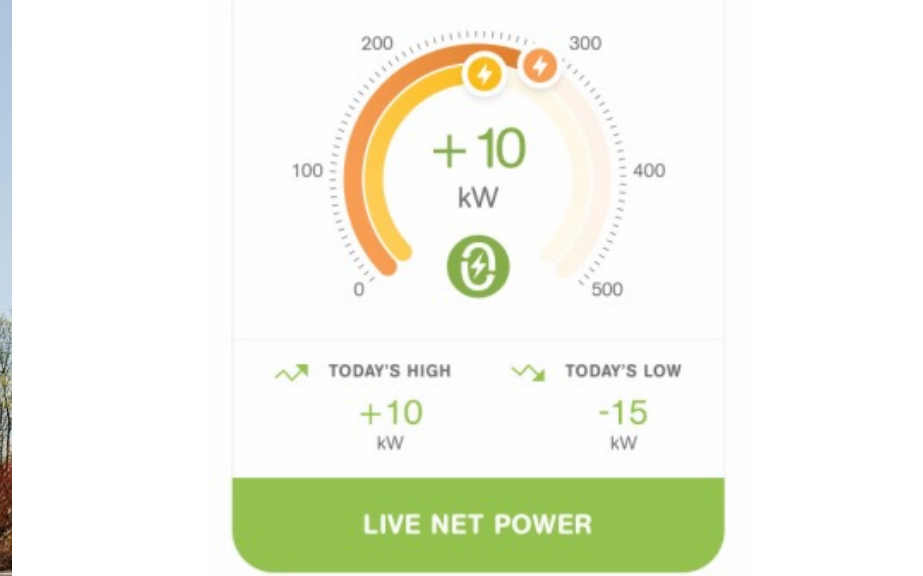 200 300
+10
100 400
kW
0 500
TODAY'S HIGH TODAY'S LOW
+10 -15
kW kW
LIVE NET POWER